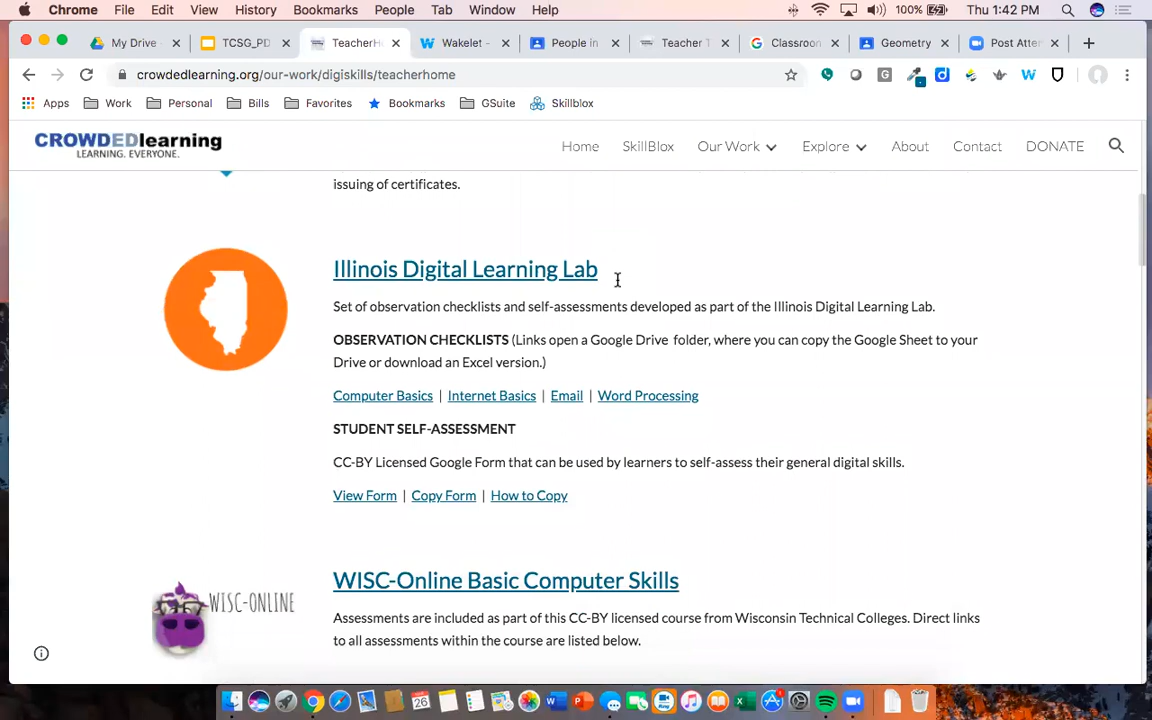 Chrome File Edit View History Bookmarks People Tab Window Help 100% Thu 1:42 PM
My Drive - TCSG_PD TeacherH Wakelet - People in Teacher T Classroon Geometry Post Atten
crowdedlearning.org/our-work/digiskills/teacherhome
Apps Work Personal Bills Favorites Bookmarks GSuite Skillblox
CROWDEDlearning
LEARNING. EVERYONE.
Home SkillBlox Our Work Explore About Contact DONATE
issuing of certificates.
Illinois Digital Learning Lab
Set of observation checklists and self-assessments developed as part of the Illinois Digital Learning Lab.
OBSERVATION CHECKLISTS (Links open a Google Drive folder, where you can copy the Google Sheet to your
Drive or download an Excel version.)
Computer Basics | Internet Basics | Email | Word Processing
STUDENT SELF-ASSESSMENT
CC-BY Licensed Google Form that can be used by learners to self-assess their general digital skills.
View Form | Copy Form | How to Copy
WISC-ONLINE
WISC-Online Basic Computer Skills
Assessments are included as part of this CC-BY licensed course from Wisconsin Technical Colleges. Direct links
to all assessments within the course are listed below.